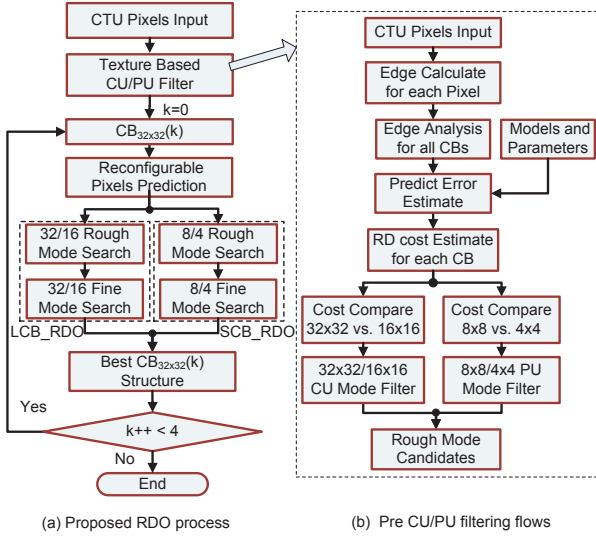 CTU Pixels Input
Texture Based
CU/PU Filter
k=0
CB32x32(k)
Reconfigurable
Pixels Prediction
32/16 Rough
Mode Search
8/4 Rough
Mode Search
32/16 Fine
Mode Search
8/4 Fine
Mode Search
LCB_RDO
SCB_RDO
Best CB32x32(k)
Structure
Yes
k++ < 4
No
End
(a) Proposed RDO process
CTU Pixels Input
Edge Calculate
for each Pixel
Edge Analysis
for all CBs
Models and
Parameters
Predict Error
Estimate
RD cost Estimate
for each CB
Cost Compare
32x32 vs. 16x16
Cost Compare
8x8 vs. 4x4
32x32/16x16
CU Mode Filter
8x8/4x4 PU
Mode Filter
Rough Mode
Candidates
(b) Pre CU/PU filtering flows